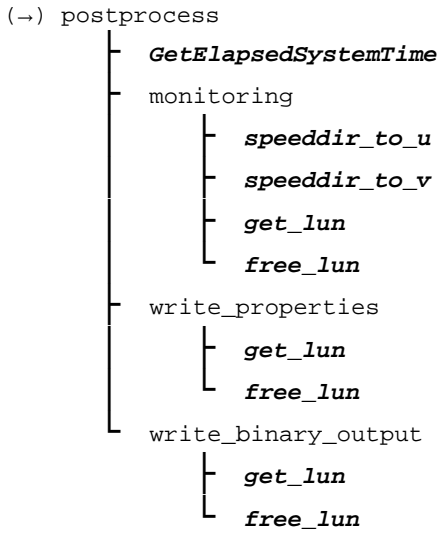 (→) postprocess
GetElapsedSystemTime
monitoring
speeddir_to_u
speeddir_to_v
get_lun
free_lun
write_properties
get_lun
free_lun
write_binary_output
get_lun
free_lun